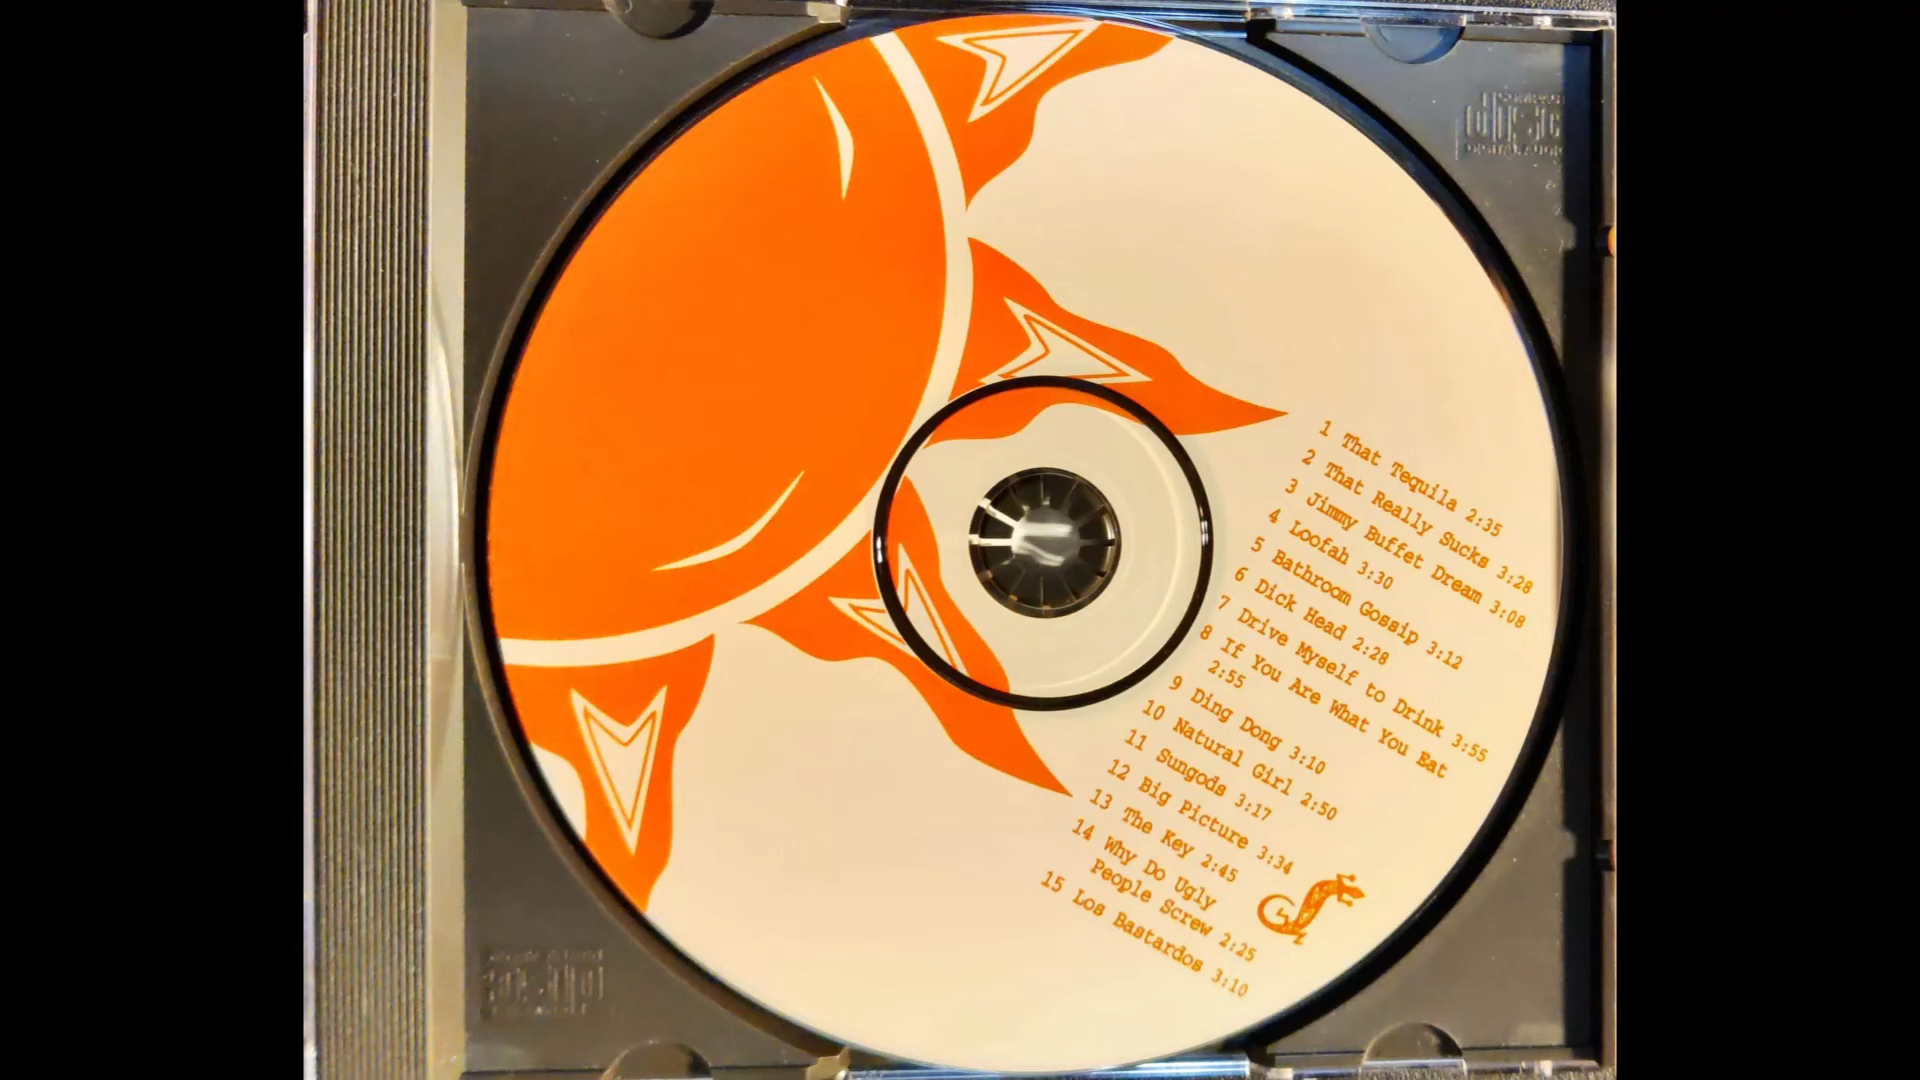 COMPACT
disc
DIGITAL AUDIO
1 That Tequila 2:35
2 That Really Sucks 3:28
3 Jimmy Buffet Dream 3:08
4 Loofah 3:30
5 Bathroom Gossip 3:12
6 Dick Head 2:28
7 Drive Myself to Drink 3:55
8 If You Are What You Eat
2:55
9 Ding Dong 3:10
10 Natural Girl 2:50
11 Sungods 3:17
12 Big Picture 3:34
13 The Key 2:45
14 Why Do Ugly
People Screw 2:25
15 Los Bastardos 3:10